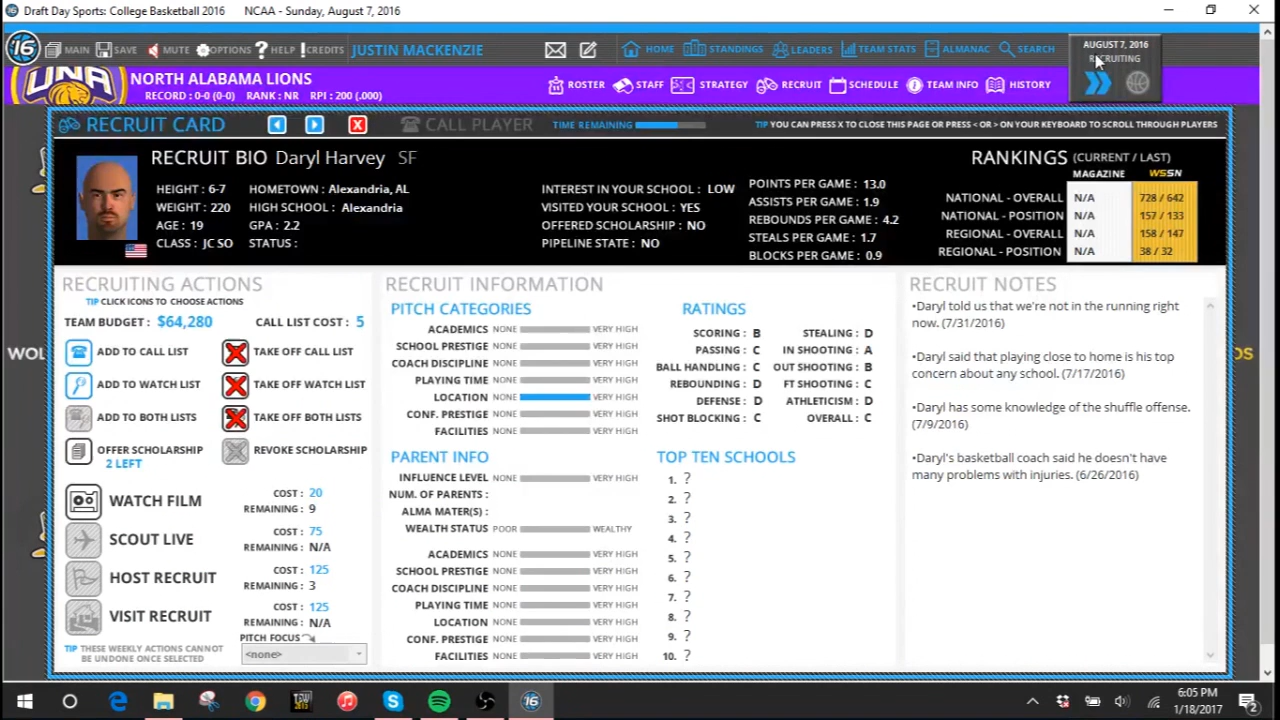 Draft Day Sports: College Basketball 2016 NCAA - Sunday, August 7, 2016
16 MAIN SAVE MUTE OPTIONS ? HELP !CREDITS JUSTIN MACKENZIE HOME STANDINGS LEADERS TEAM STATS ALMANAC SEARCH
AUGUST 7, 2016
RECRUITING
UNA
NORTH ALABAMA LIONS
RECORD: 0-0 (0-0) RANK: NR RPI: 200 (.000)
ROSTER STAFF STRATEGY RECRUIT SCHEDULE TEAM INFO HISTORY
RECRUIT CARD CALL PLAYER TIME REMAINING TIP YOU CAN PRESS X TO CLOSE THIS PAGE OR PRESS < OR > ON YOUR KEYBOARD TO SCROLL THROUGH PLAYERS
RECRUIT BIO Daryl Harvey SF
HEIGHT: 6-7 HOMETOWN: Alexandria, AL
WEIGHT: 220 HIGH SCHOOL: Alexandria
AGE: 19 GPA: 2.2
CLASS: JC SO STATUS:
INTEREST IN YOUR SCHOOL: LOW
VISITED YOUR SCHOOL: YES
OFFERED SCHOLARSHIP: NO
PIPELINE STATE: NO
POINTS PER GAME: 13.0
ASSISTS PER GAME: 1.9
REBOUNDS PER GAME: 4.2
STEALS PER GAME: 1.7
BLOCKS PER GAME: 0.9
RANKINGS (CURRENT / LAST)
MAGAZINE WSSN
NATIONAL - OVERALL N/A 728 / 642
NATIONAL - POSITION N/A 157 / 133
REGIONAL - OVERALL N/A 158 / 147
REGIONAL - POSITION N/A 38 / 32
RECRUITING ACTIONS
TIP CLICK ICONS TO CHOOSE ACTIONS
TEAM BUDGET: $64,280 CALL LIST COST: 5
ADD TO CALL LIST TAKE OFF CALL LIST
ADD TO WATCH LIST TAKE OFF WATCH LIST
ADD TO BOTH LISTS TAKE OFF BOTH LISTS
OFFER SCHOLARSHIP REVOKE SCHOLARSHIP
2 LEFT
WATCH FILM COST: 20
REMAINING: 9
SCOUT LIVE COST: 75
REMAINING: N/A
HOST RECRUIT COST: 125
REMAINING: 3
VISIT RECRUIT COST: 125
REMAINING: N/A
PITCH FOCUS
TIP THESE WEEKLY ACTIONS CANNOT
BE UNDONE ONCE SELECTED
<none>
RECRUIT INFORMATION
PITCH CATEGORIES
ACADEMICS NONE VERY HIGH
SCHOOL PRESTIGE NONE VERY HIGH
COACH DISCIPLINE NONE VERY HIGH
PLAYING TIME NONE VERY HIGH
LOCATION NONE VERY HIGH
CONF. PRESTIGE NONE VERY HIGH
FACILITIES NONE VERY HIGH
RATINGS
SCORING: B STEALING: D
PASSING: C IN SHOOTING: A
BALL HANDLING: C OUT SHOOTING: B
REBOUNDING: D FT SHOOTING: C
DEFENSE: D ATHLETICISM: D
SHOT BLOCKING: C OVERALL: C
PARENT INFO
INFLUENCE LEVEL NONE VERY HIGH
NUM. OF PARENTS:
ALMA MATER(S):
WEALTH STATUS POOR WEALTHY
ACADEMICS NONE VERY HIGH
SCHOOL PRESTIGE NONE VERY HIGH
COACH DISCIPLINE NONE VERY HIGH
PLAYING TIME NONE VERY HIGH
LOCATION NONE VERY HIGH
CONF. PRESTIGE NONE VERY HIGH
FACILITIES NONE VERY HIGH
TOP TEN SCHOOLS
1. ?
2. ?
3. ?
4. ?
5. ?
6. ?
7. ?
8. ?
9. ?
10. ?
RECRUIT NOTES
•Daryl told us that we're not in the running right
now. (7/31/2016)
•Daryl said that playing close to home is his top
concern about any school. (7/17/2016)
•Daryl has some knowledge of the shuffle offense.
(7/9/2016)
•Daryl's basketball coach said he doesn't have
many problems with injuries. (6/26/2016)
WOL
DS
16
6:05 PM
1/18/2017
2